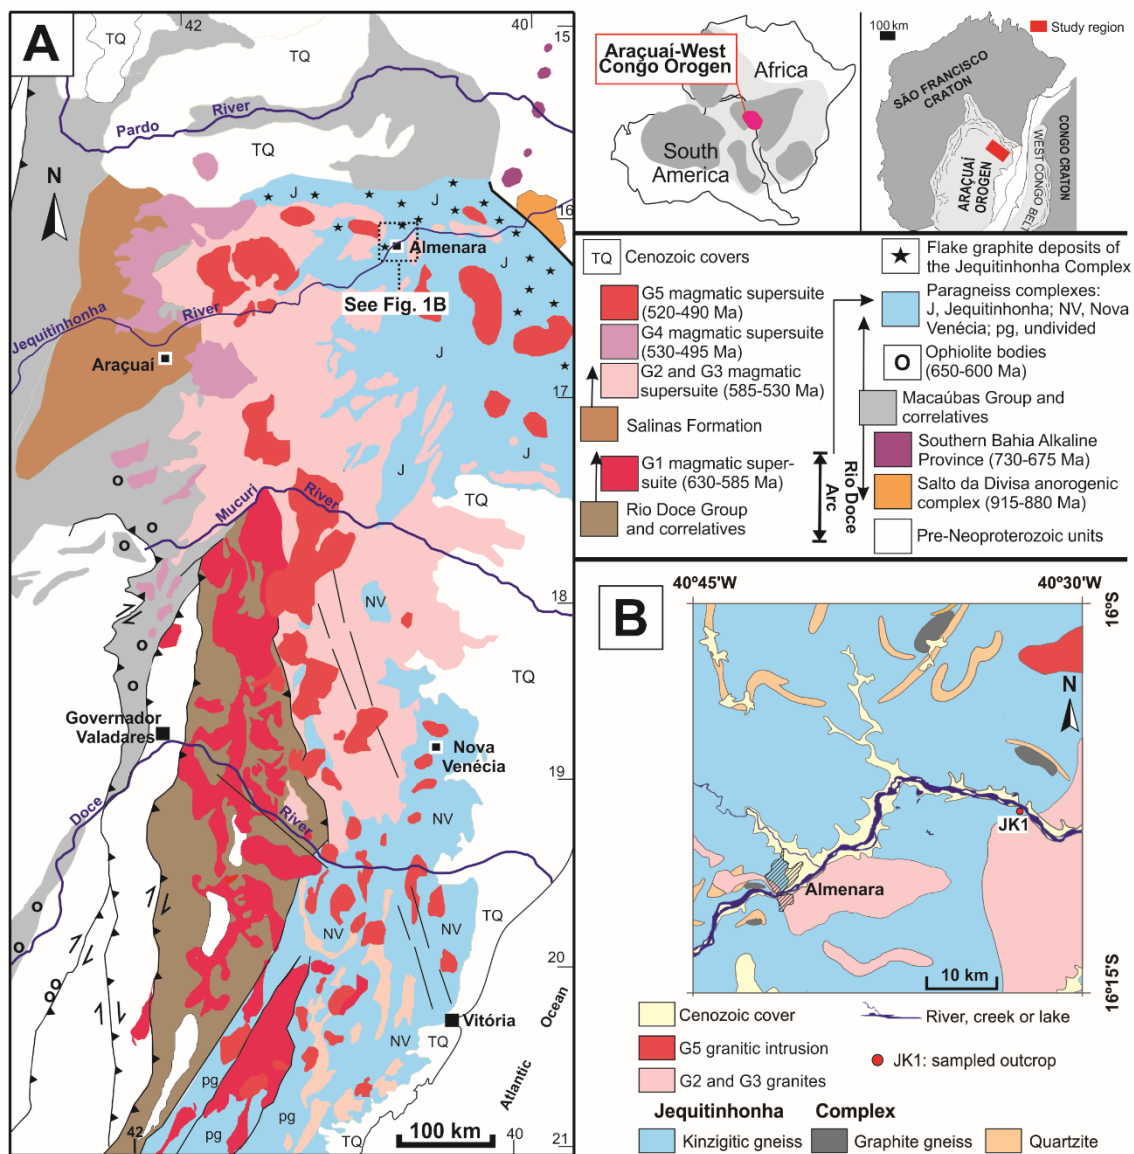 A
42
40
15
TQ
TQ
River
Pardo
TQ
N
J
16
Almenara
J
See Fig. 1B
River
Jequitinhonha
Araçuaí
J
17
J
TQ
Mucuri
River
NV
18
TQ
Governador
Valadares
Nova
Venécia
19
Doce
River
NV
NV
NV
TQ
20
Vitória
NV
TQ
Ocean
Atlantic
pg
pg
pg
TQ
100 km
42
40
21
Araçuaí-West
Congo Orogen
Africa
South
America
100 km
Study region
SÃO FRANCISCO
CRATON
ARAÇUAÍ
OROGEN
WEST CONGO BELT
CONGO CRATON
TQ
Cenozoic covers
G5 magmatic supersuite
(520-490 Ma)
G4 magmatic supersuite
(530-495 Ma)
G2 and G3 magmatic
supersuite (585-530 Ma)
Salinas Formation
G1 magmatic super-
suite (630-585 Ma)
Rio Doce Group
and correlatives
Rio Doce
Arc
Flake graphite deposits of
the Jequitinhonha Complex
Paragneiss complexes:
J, Jequitinhonha; NV, Nova
Venécia; pg, undivided
O
Ophiolite bodies
(650-600 Ma)
Macaúbas Group and
correlatives
Southern Bahia Alkaline
Province (730-675 Ma)
Salto da Divisa anorogenic
complex (915-880 Ma)
Pre-Neoproterozoic units
B
40°45'W
40°30'W
16°S
N
JK1
Almenara
10 km
16°15'S
Cenozoic cover
River, creek or lake
G5 granitic intrusion
JK1: sampled outcrop
G2 and G3 granites
Jequitinhonha Complex
Kinzigitic gneiss
Graphite gneiss
Quartzite